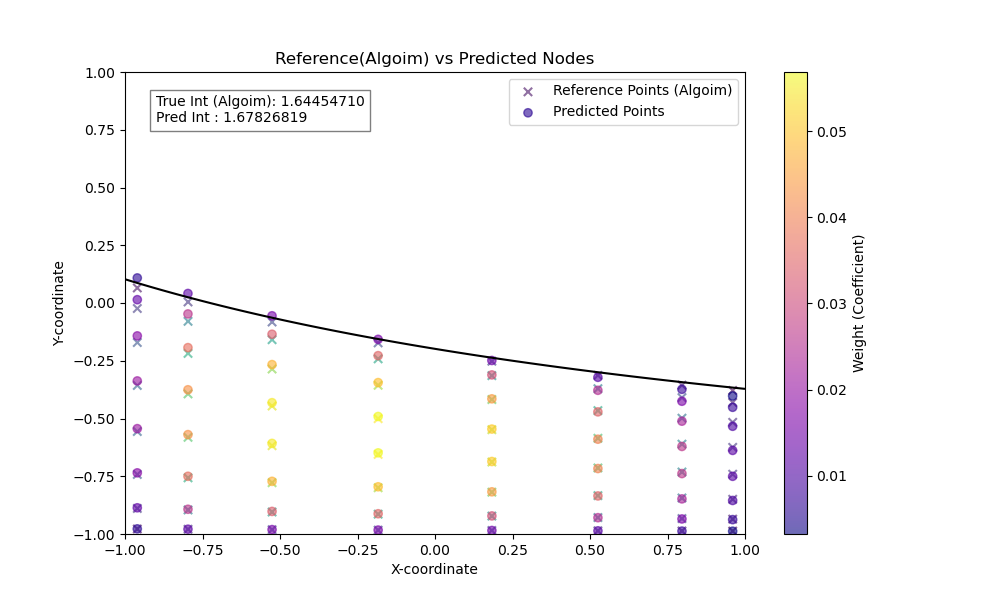 Reference(Algoim) vs Predicted Nodes
True Int (Algoim): 1.64454710
Pred Int : 1.67826819
Reference Points (Algoim)
Predicted Points
Y-coordinate
1.00
0.75
0.50
0.25
0.00
−0.25
−0.50
−0.75
−1.00
−1.00
−0.75
−0.50
−0.25
0.00
0.25
0.50
0.75
1.00
X-coordinate
0.05
0.04
0.03
0.02
0.01
Weight (Coefficient)